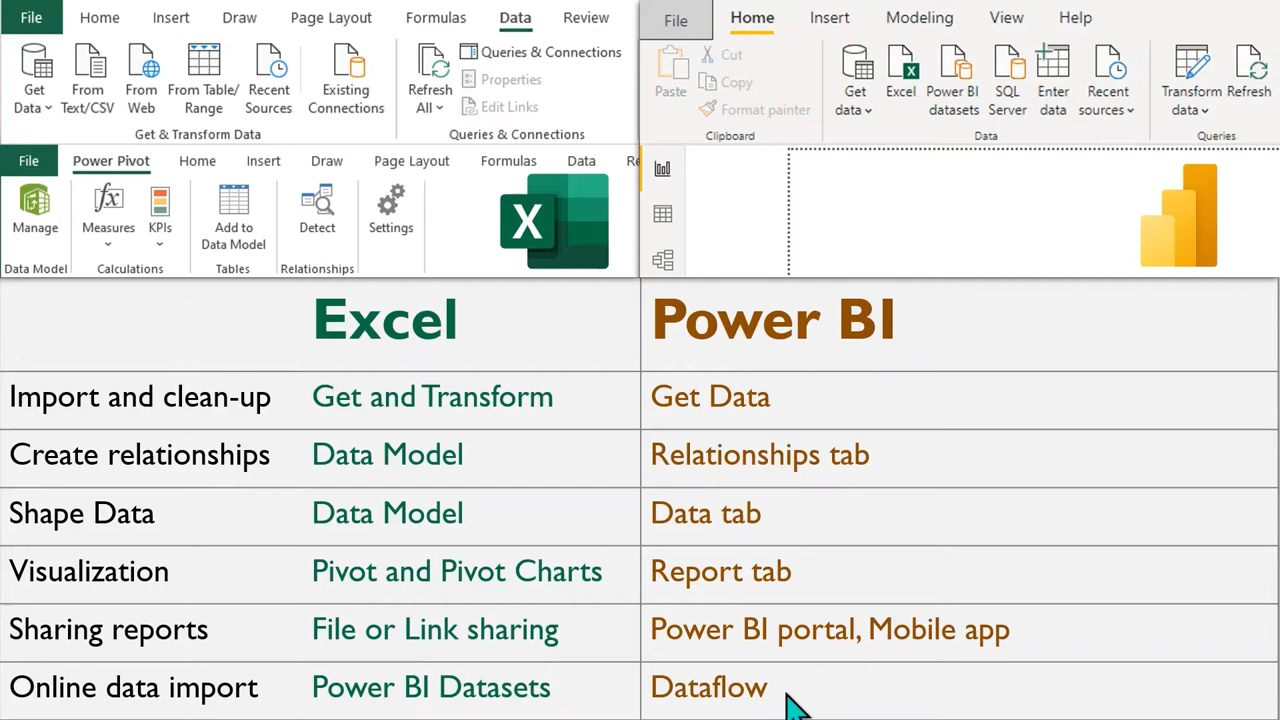 File Home Insert Draw Page Layout Formulas Data Review
Get Data From Text/CSV From Web From Table/ Range Recent Sources Existing Connections Refresh All Queries & Connections Properties Edit Links
Get & Transform Data Queries & Connections
File Power Pivot Home Insert Draw Page Layout Formulas Data Re
Manage Measures KPIs Add to Data Model Detect Settings
Data Model Calculations Tables Relationships
X
File Home Insert Modeling View Help
Paste Cut Copy Format painter Get data Excel Power BI datasets SQL Server Enter data Recent sources Transform data Refresh
Clipboard Data Queries
Excel Power BI
Import and clean-up Get and Transform Get Data
Create relationships Data Model Relationships tab
Shape Data Data Model Data tab
Visualization Pivot and Pivot Charts Report tab
Sharing reports File or Link sharing Power BI portal, Mobile app
Online data import Power BI Datasets Dataflow